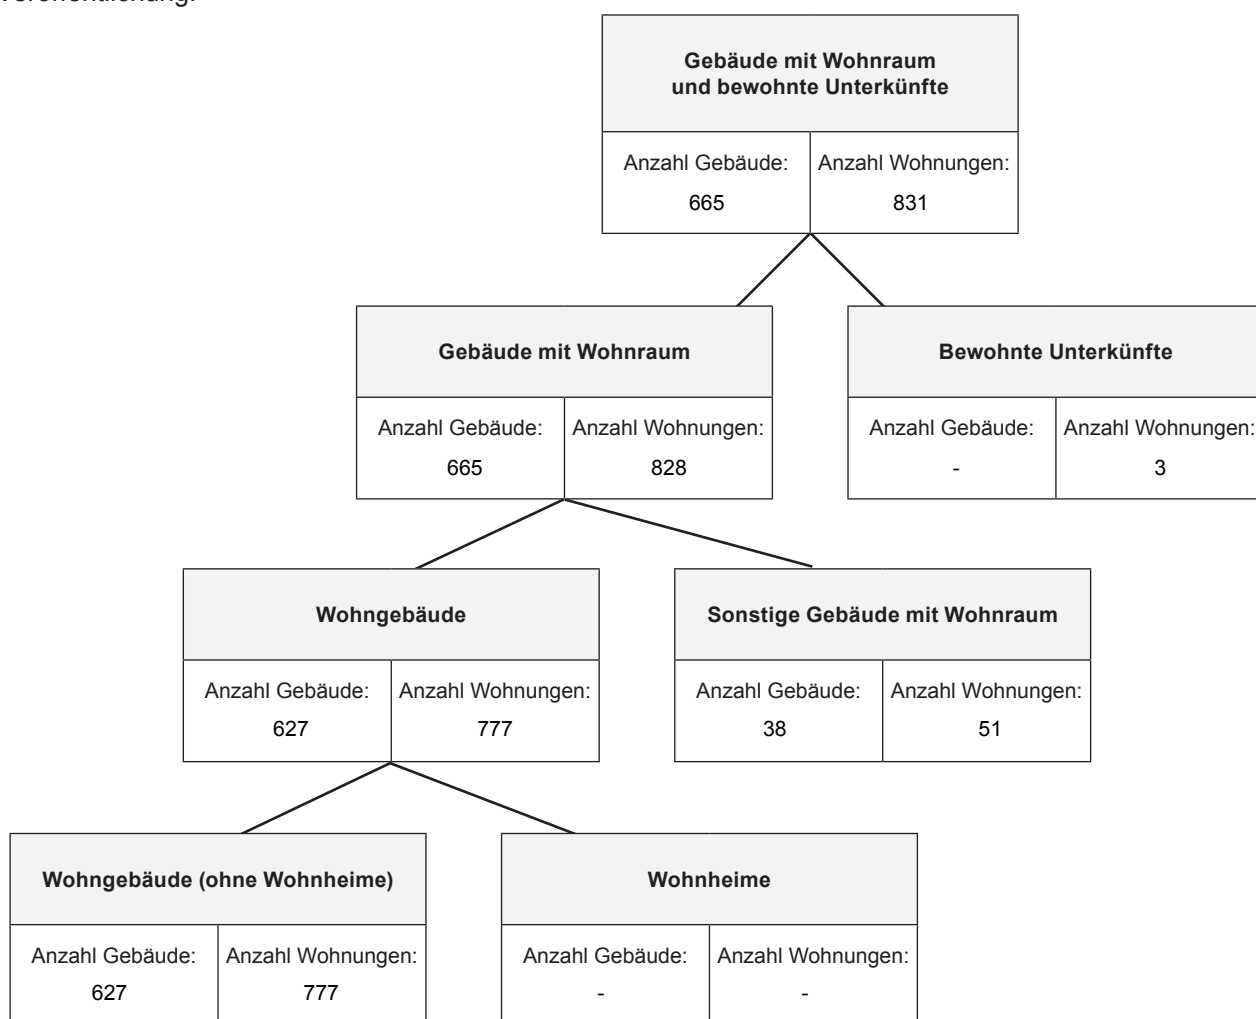 Veröffentlichung.
Gebäude mit Wohnraum
und bewohnte Unterkünfte
Anzahl Gebäude: Anzahl Wohnungen:
665 831
Gebäude mit Wohnraum Bewohnte Unterkünfte
Anzahl Gebäude: Anzahl Wohnungen: Anzahl Gebäude: Anzahl Wohnungen:
665 828 - 3
Wohngebäude Sonstige Gebäude mit Wohnraum
Anzahl Gebäude: Anzahl Wohnungen: Anzahl Gebäude: Anzahl Wohnungen:
627 777 38 51
Wohngebäude (ohne Wohnheime) Wohnheime
Anzahl Gebäude: Anzahl Wohnungen: Anzahl Gebäude: Anzahl Wohnungen:
627 777 - -